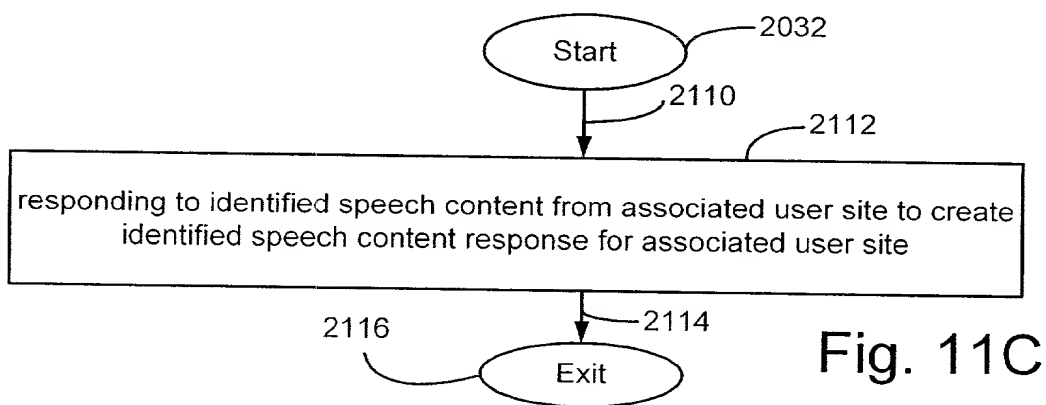 Start
2032
2110
2112
responding to identified speech content from associated user site to create
identified speech content response for associated user site
2114
2116
Exit
Fig. 11C